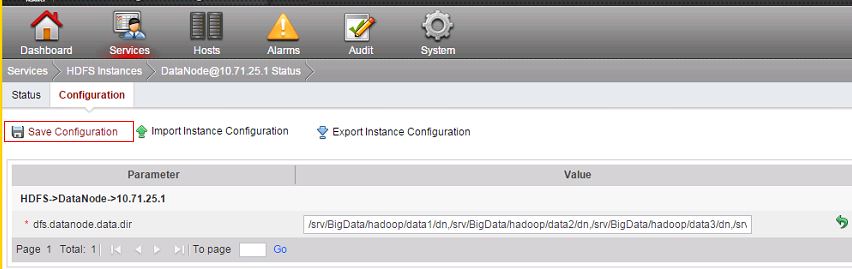 Dashboard Services Hosts Alarms Audit System
Services HDFS Instances DataNode@10.71.25.1 Status
Status Configuration
Save Configuration Import Instance Configuration Export Instance Configuration
Parameter Value
HDFS->DataNode->10.71.25.1
* dfs.datanode.data.dir /srv/BigData/hadoop/data1/dn,/srv/BigData/hadoop/data2/dn,/srv/BigData/hadoop/data3/dn,/srv
Page 1 Total: 1 To page Go